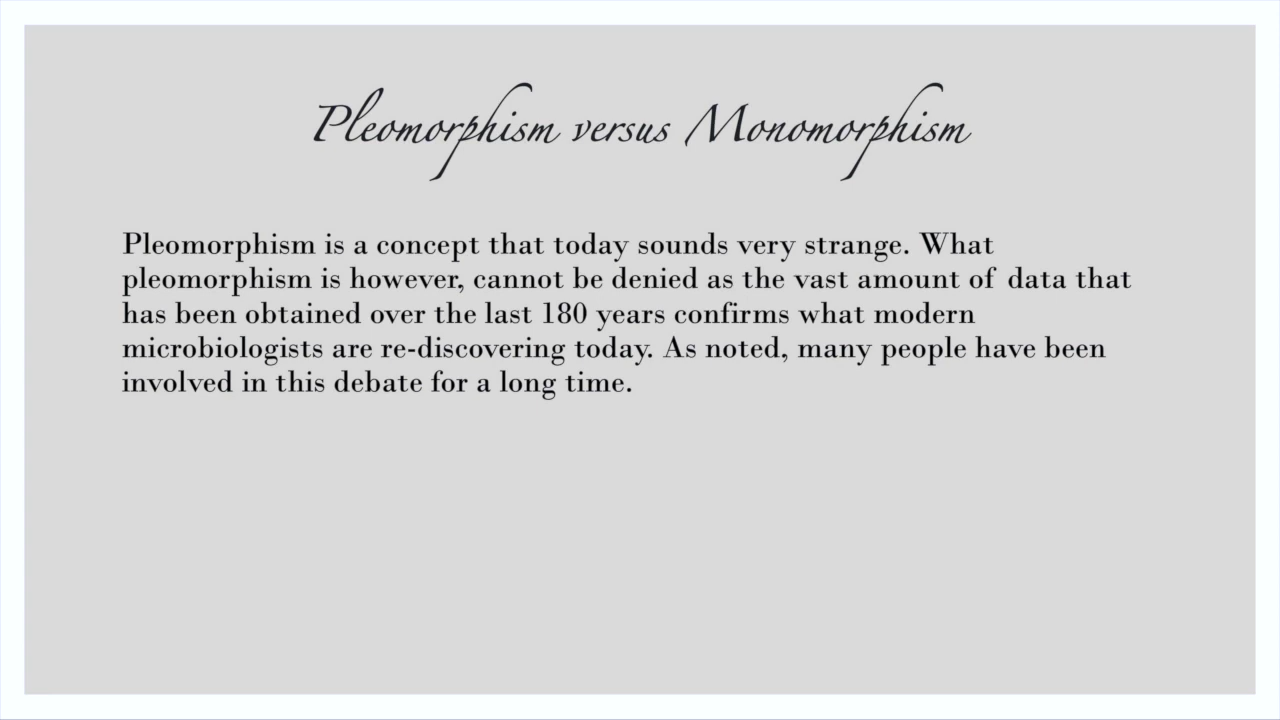 Pleomorphism versus Monomorphism
Pleomorphism is a concept that today sounds very strange. What
pleomorphism is however, cannot be denied as the vast amount of data that
has been obtained over the last 180 years confirms what modern
microbiologists are re-discovering today. As noted, many people have been
involved in this debate for a long time.